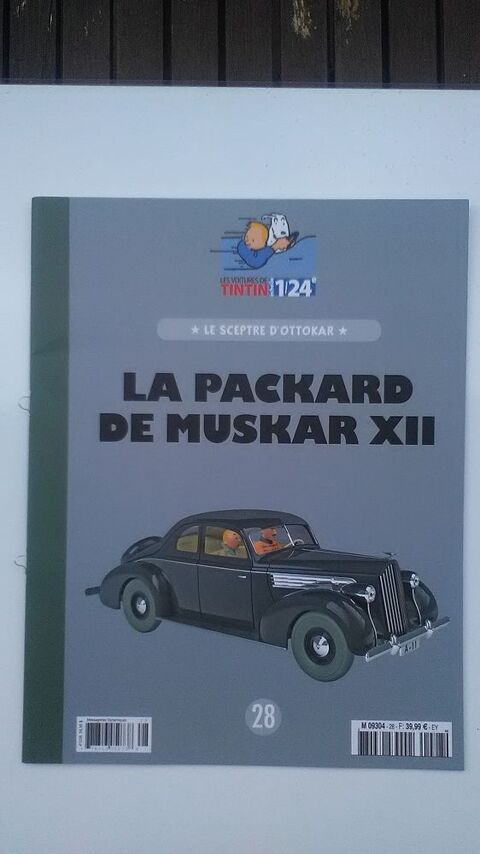 LES VOITURES DE
TINTIN 1/24e
★ LE SCEPTRE D'OTTOKAR ★
LA PACKARD
DE MUSKAR XII
A-11
28
M 09304 - 28 - F: 39,99 € - EY